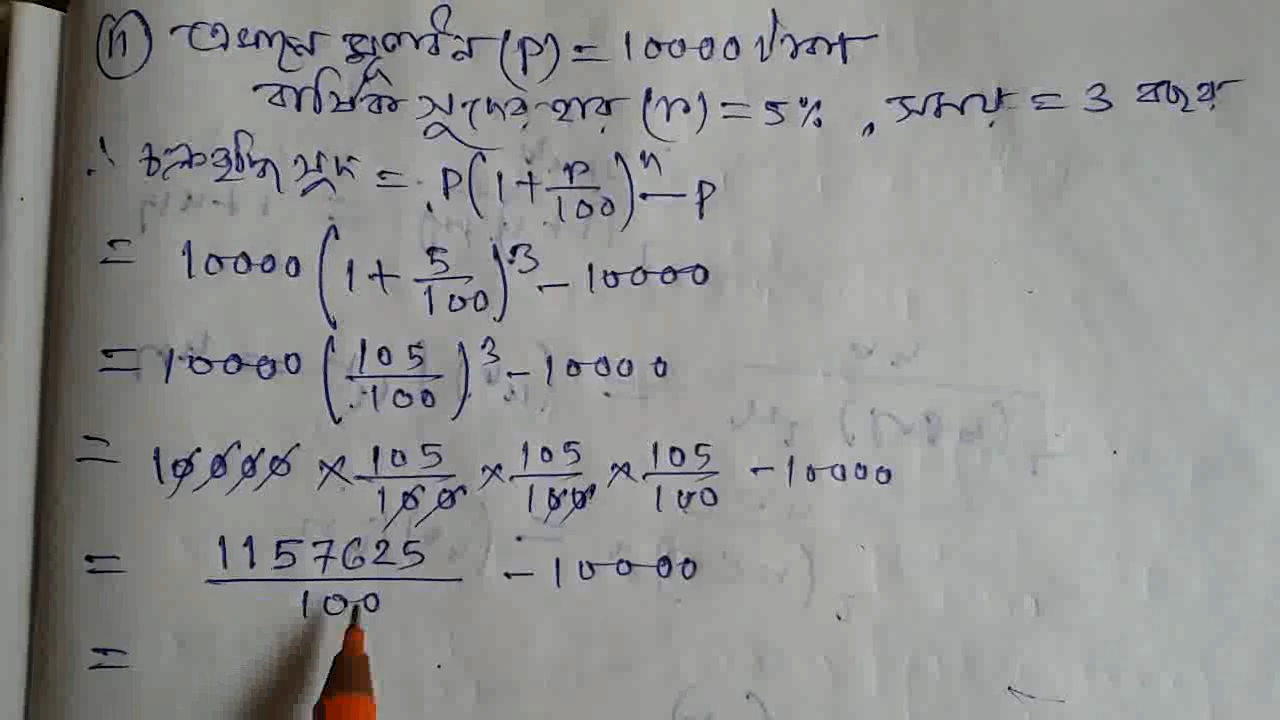 (n) এখানে মূলধন (P) = 10000 টাকা
বার্ষিক সুদের হার (r) = 5%, সময় = 3 বছর
∴ চক্রবৃদ্ধি সুদ = P(1+r/100)^n − P
= 10000(1+5/100)^3 − 10000
= 10000(105/100)^3 − 10000
= 10000 × 105/100 × 105/100 × 105/100 − 10000
= 1157625/100 − 10000
=